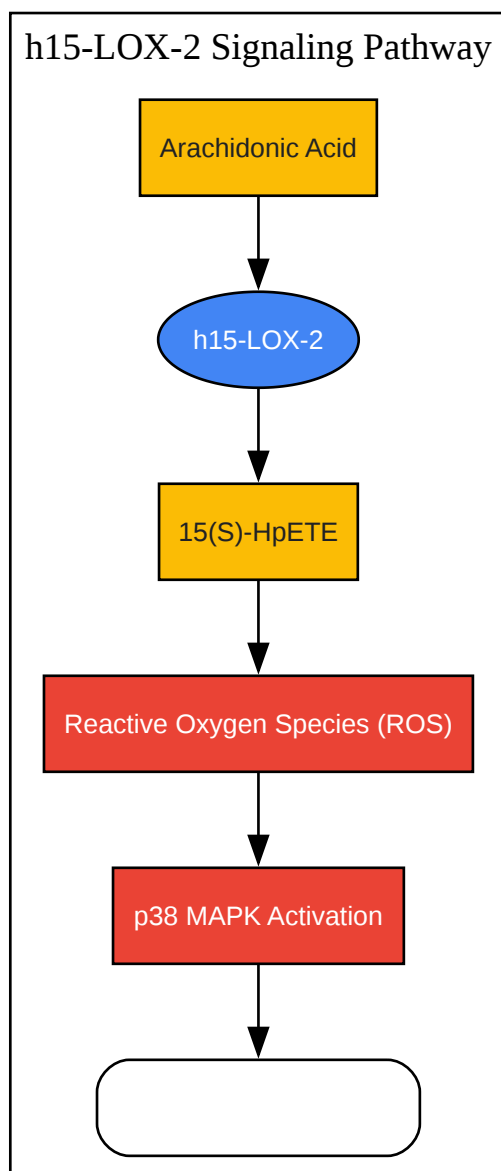 h15-LOX-2 Signaling Pathway
Arachidonic Acid
h15-LOX-2
15(S)-HpETE
Reactive Oxygen Species (ROS)
p38 MAPK Activation